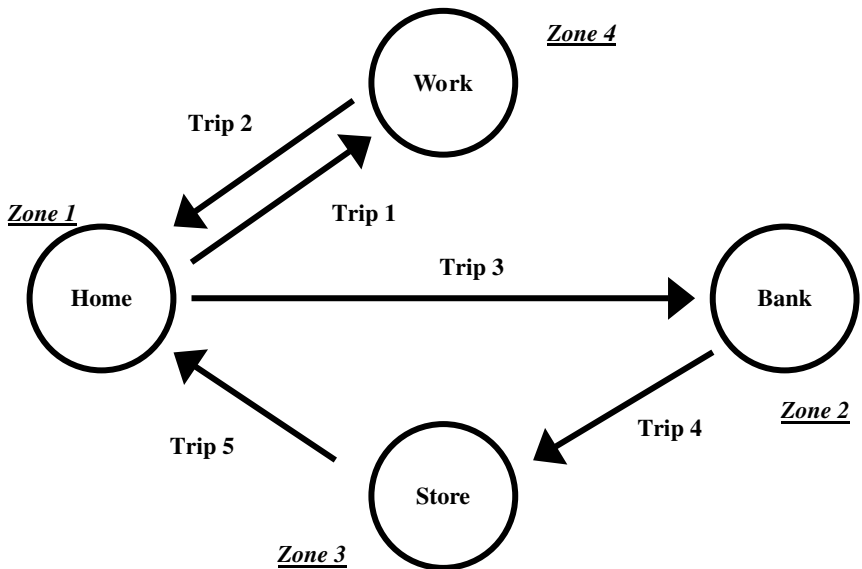 Zone 4
Work
Trip 2
Trip 1
Zone 1
Trip 3
Home
Bank
Zone 2
Trip 4
Trip 5
Store
Zone 3